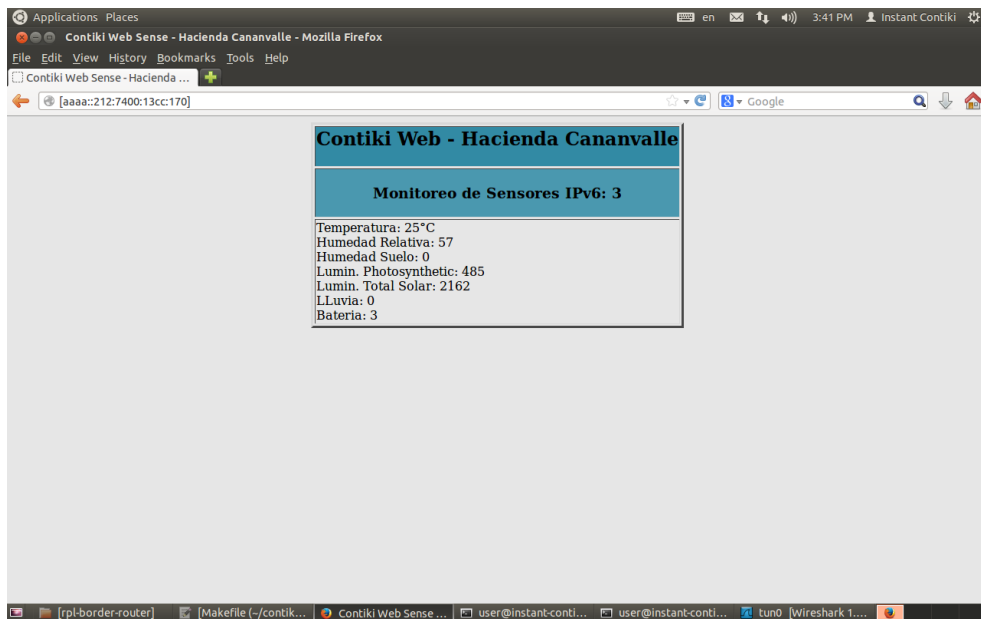 Applications Places en 3:41 PM Instant Contiki
Contiki Web Sense - Hacienda Cananvalle - Mozilla Firefox
File Edit View History Bookmarks Tools Help
Contiki Web Sense - Hacienda ...
[aaaa::212:7400:13cc:170] Google
Contiki Web - Hacienda Cananvalle
Monitoreo de Sensores IPv6: 3
Temperatura: 25°C
Humedad Relativa: 57
Humedad Suelo: 0
Lumin. Photosynthetic: 485
Lumin. Total Solar: 2162
LLuvia: 0
Bateria: 3
[rpl-border-router] [Makefile (~/contik... Contiki Web Sense ... user@instant-conti... user@instant-conti... tun0 [Wireshark 1....